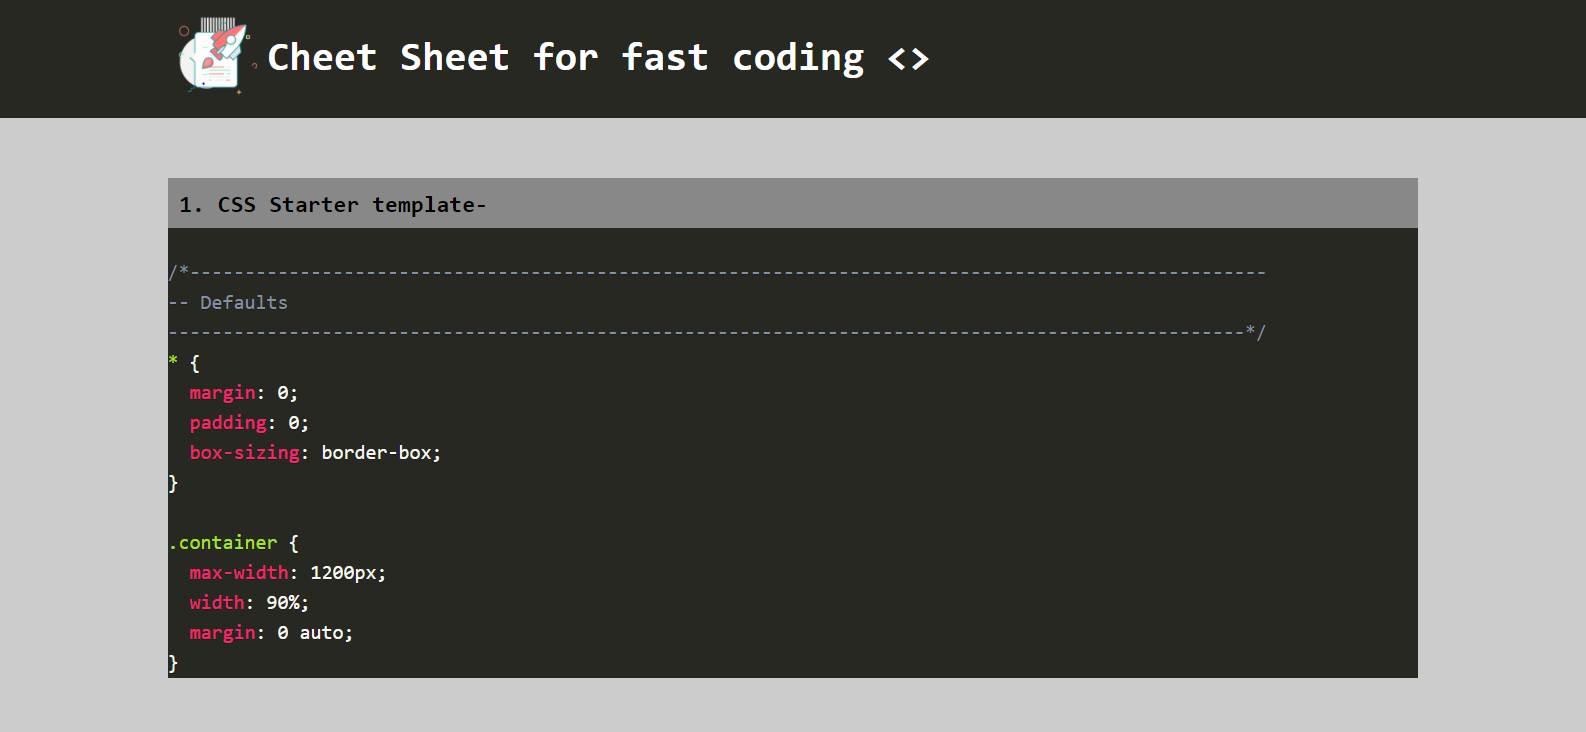 Cheet Sheet for fast coding <>
1. CSS Starter template-
/*--------------------------------------------------------------------------------------------------
-- Defaults
--------------------------------------------------------------------------------------------------*/
* {
  margin: 0;
  padding: 0;
  box-sizing: border-box;
}
.container {
  max-width: 1200px;
  width: 90%;
  margin: 0 auto;
}